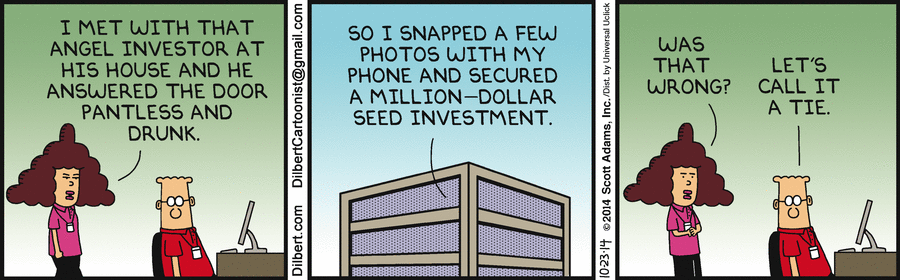 I MET WITH THAT
ANGEL INVESTOR AT
HIS HOUSE AND HE
ANSWERED THE DOOR
PANTLESS AND
DRUNK.
Dilbert.com DilbertCartoonist@gmail.com
SO I SNAPPED A FEW
PHOTOS WITH MY
PHONE AND SECURED
A MILLION-DOLLAR
SEED INVESTMENT.
10-23-14 ©2014 Scott Adams, Inc. /Dist. by Universal Uclick
WAS
THAT
WRONG?
LET'S
CALL IT
A TIE.